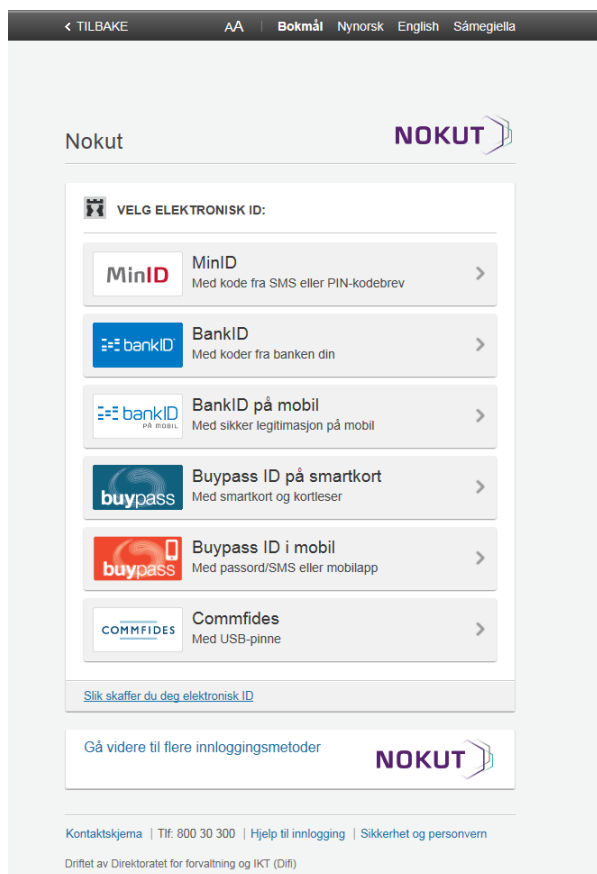 TILBAKE AA Bokmål Nynorsk English Sámegiella
Nokut NOKUT
VELG ELEKTRONISK ID:
MinID
MinID
Med kode fra SMS eller PIN-kodebrev
bankID
BankID
Med koder fra banken din
bankID
PÅ MOBIL
BankID på mobil
Med sikker legitimasjon på mobil
buypass
Buypass ID på smartkort
Med smartkort og kortleser
buypass
Buypass ID i mobil
Med passord/SMS eller mobilapp
COMMFIDES
Commfides
Med USB-pinne
Slik skaffer du deg elektronisk ID
Gå videre til flere innloggingsmetoder
NOKUT
Kontaktskjema | Tlf: 800 30 300 | Hjelp til innlogging | Sikkerhet og personvern
Driftet av Direktoratet for forvaltning og IKT (Difi)